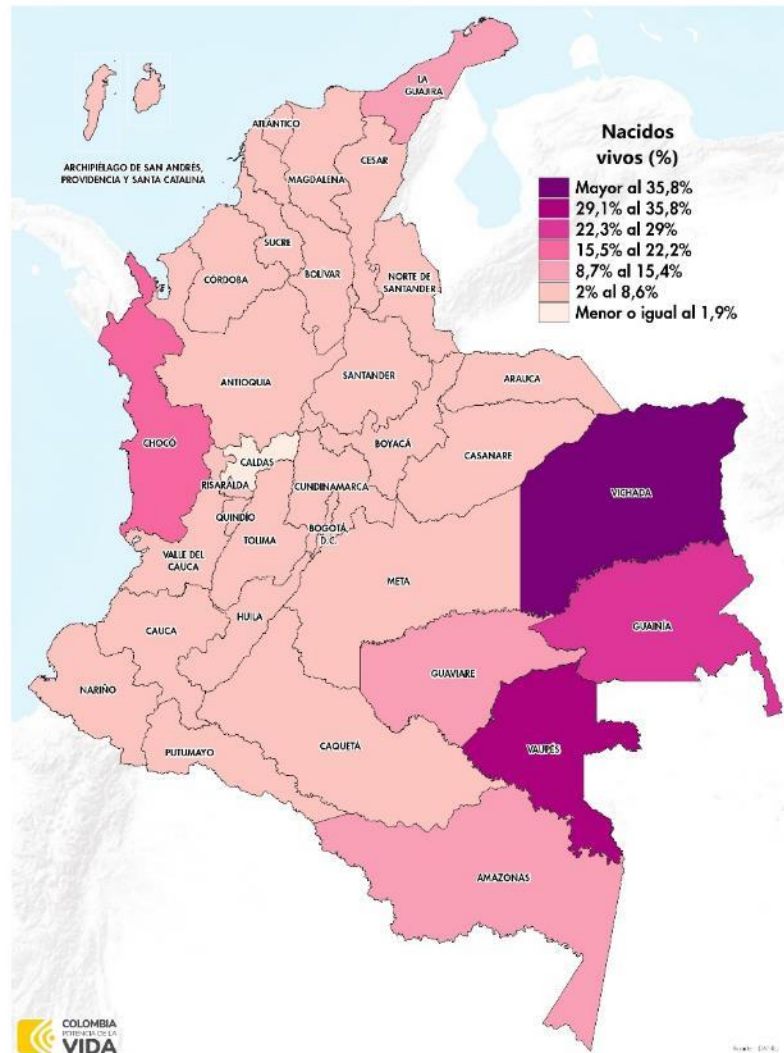 LA
GUAJIRA
ATLÁNTICO
Nacidos
vivos (%)
ARCHIPIÉLAGO DE SAN ANDRÉS,
PROVIDENCIA Y SANTA CATALINA
CESAR
MAGDALENA
Mayor al 35,8%
29,1% al 35,8%
22,3% al 29%
15,5% al 22,2%
8,7% al 15,4%
2% al 8,6%
Menor o igual al 1,9%
SUCRE
CÓRDOBA
BOLÍVAR
NORTE DE
SANTANDER
ANTIOQUIA
SANTANDER
ARAUCA
CHOCÓ
BOYACÁ
CASANARE
CALDAS
RISARALDA
CUNDINAMARCA
VICHADA
QUINDÍO
BOGOTÁ,
D.C.
TOLIMA
VALLE DEL
CAUCA
META
HUILA
CAUCA
GUAINÍA
GUAVIARE
NARIÑO
CAQUETÁ
VAUPÉS
PUTUMAYO
AMAZONAS
COLOMBIA
POTENCIA DE LA
VIDA